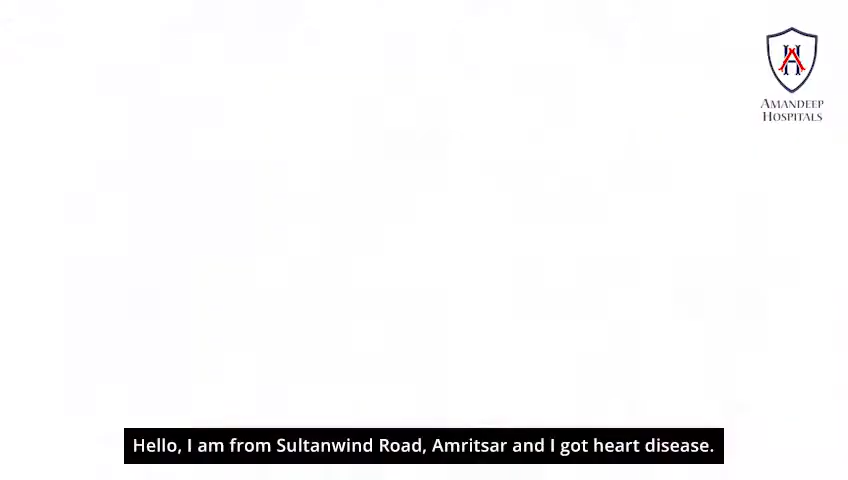 AMANDEEP
HOSPITALS
Hello, I am from Sultanwind Road, Amritsar and I got heart disease.